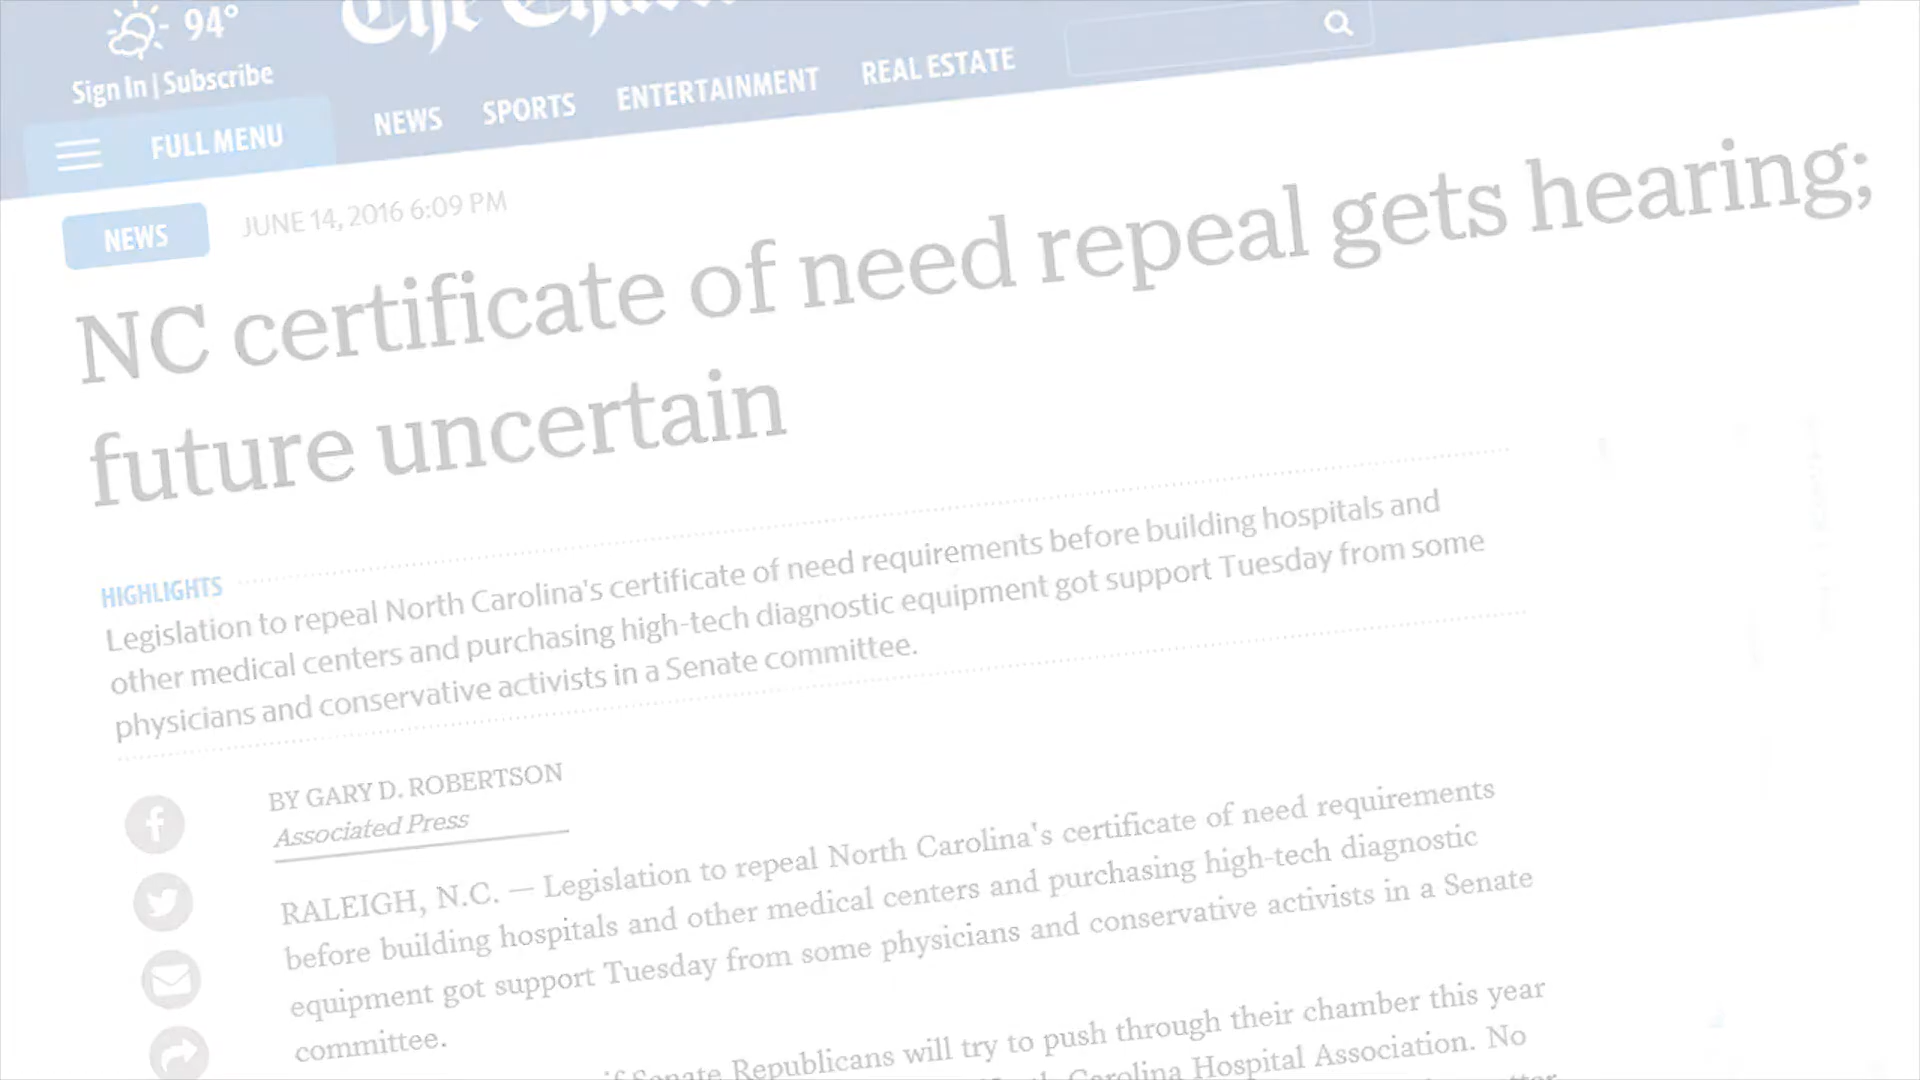 94°
The
Sign In | Subscribe
FULL MENU
NEWS
SPORTS
ENTERTAINMENT
REAL ESTATE
NEWS
JUNE 14, 2016 6:09 PM
NC certificate of need repeal gets hearing;
future uncertain
HIGHLIGHTS
Legislation to repeal North Carolina's certificate of need requirements before building hospitals and
other medical centers and purchasing high-tech diagnostic equipment got support Tuesday from some
physicians and conservative activists in a Senate committee.
BY GARY D. ROBERTSON
Associated Press
RALEIGH, N.C. — Legislation to repeal North Carolina's certificate of need requirements
before building hospitals and other medical centers and purchasing high-tech diagnostic
equipment got support Tuesday from some physicians and conservative activists in a Senate
committee.
if Senate Republicans will try to push through their chamber this year
Carolina Hospital Association. No